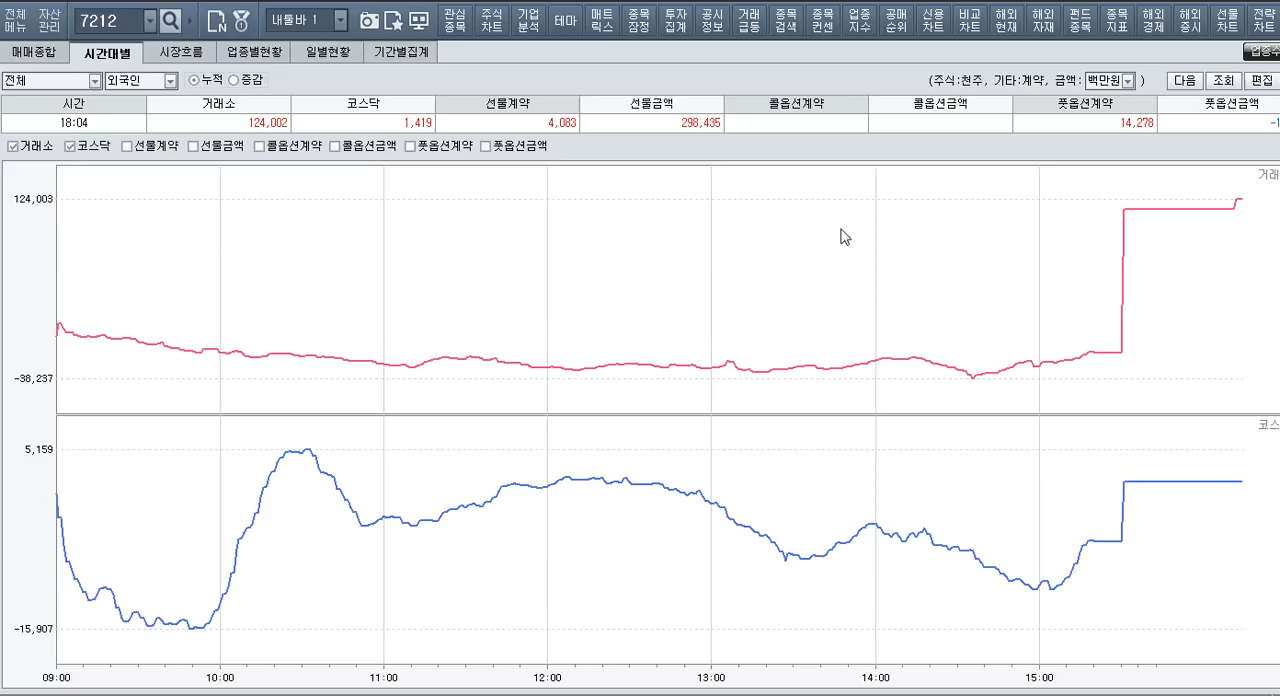 전체 자산 7212 내툴바 1 관심 주식 기업 테마 매트 종목 투자 공시 거래 종목 종목 업종 공매 신용 비교 해외 해외 펀드 종목 해외 해외 선물 전략
메뉴 관리 종목 차트 분석 릭스 잠정 집계 정보 급등 검색 컨센 지수 순위 차트 차트 현재 자재 종목 지표 경제 증시 차트 차트
매매종합 시간대별 시장흐름 업종별현황 일별현황 기간별집계 업종수
전체 외국인 누적 증감 (주식:천주, 기타:계약, 금액: 백만원 ) 다음 조회 편집
시간 거래소 코스닥 선물계약 선물금액 콜옵션계약 콜옵션금액 풋옵션계약 풋옵션금액
18:04 124,002 1,419 4,083 298,435 14,278 -1
거래소 코스닥 선물계약 선물금액 콜옵션계약 콜옵션금액 풋옵션계약 풋옵션금액
거래
124,003
-38,237
코스
5,159
-15,907
09:00 10:00 11:00 12:00 13:00 14:00 15:00